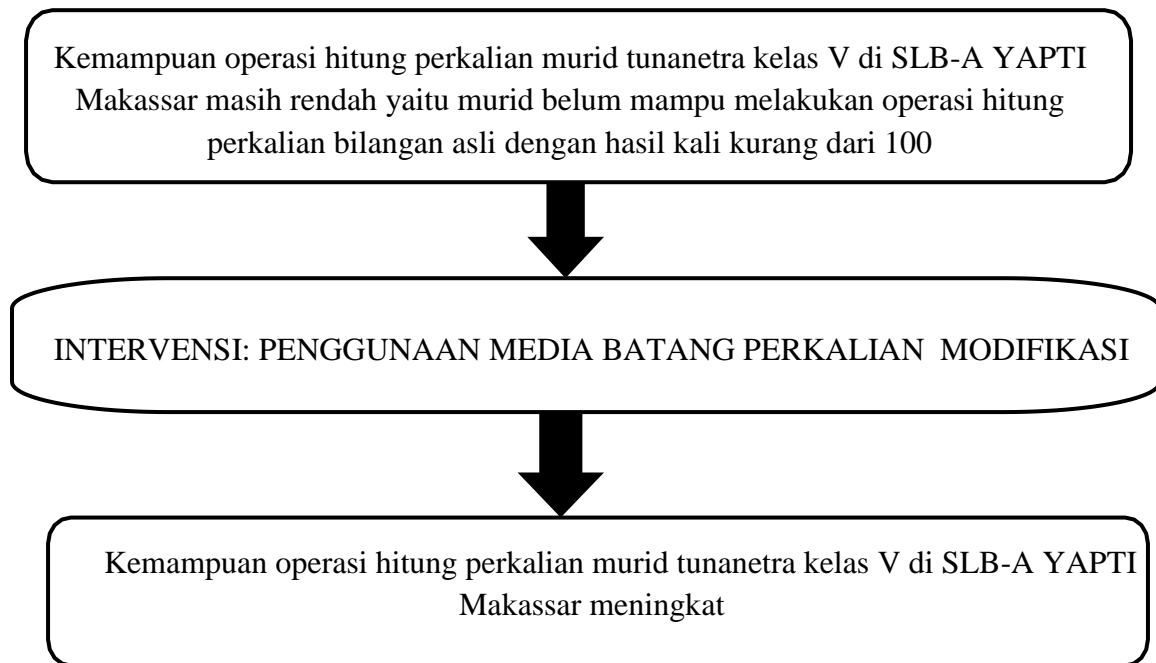 Kemampuan operasi hitung perkalian murid tunanetra kelas V di SLB-A YAPTI
Makassar masih rendah yaitu murid belum mampu melakukan operasi hitung
perkalian bilangan asli dengan hasil kali kurang dari 100
INTERVENSI: PENGGUNAAN MEDIA BATANG PERKALIAN MODIFIKASI
Kemampuan operasi hitung perkalian murid tunanetra kelas V di SLB-A YAPTI
Makassar meningkat